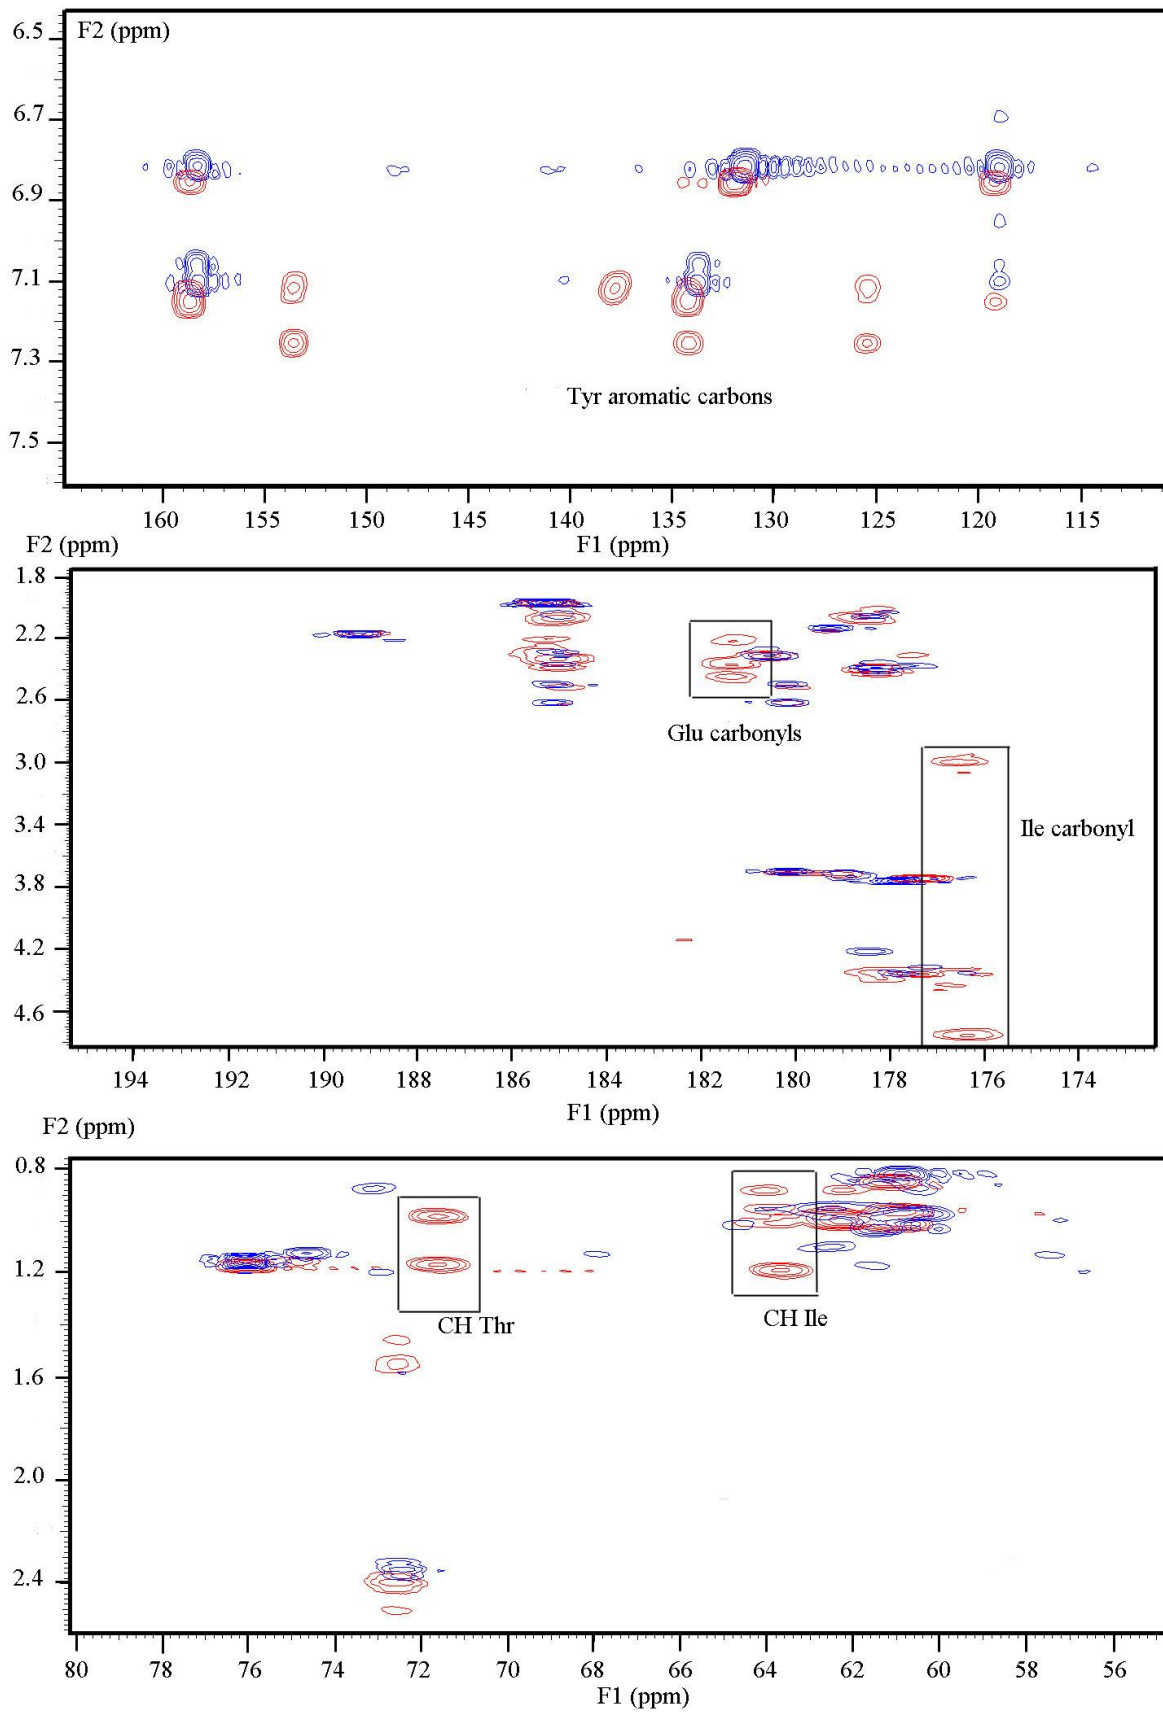 6.5
F2 (ppm)
6.7
6.9
7.1
7.3
Tyr aromatic carbons
7.5
160 155 150 145 140 135 130 125 120 115
F2 (ppm)
F1 (ppm)
1.8
2.2
2.6
Glu carbonyls
3.0
3.4
Ile carbonyl
3.8
4.2
4.6
194 192 190 188 186 184 182 180 178 176 174
F1 (ppm)
F2 (ppm)
0.8
1.2
CH Thr
CH Ile
1.6
2.0
2.4
80 78 76 74 72 70 68 66 64 62 60 58 56
F1 (ppm)